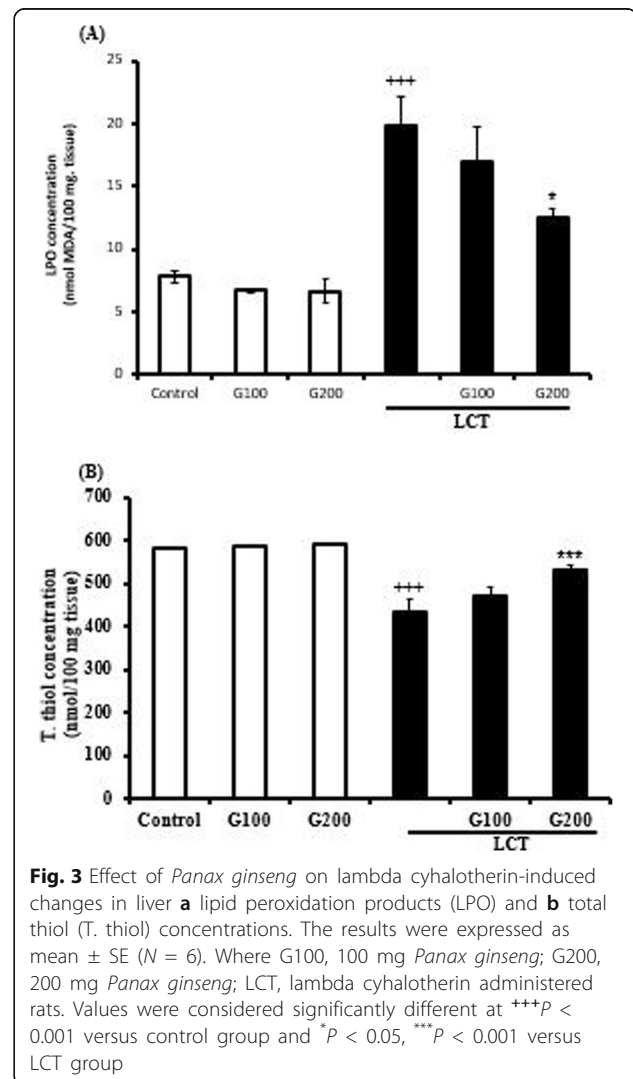 (A)
LPO concentration
(nmol MDA/100 mg. tissue)
25
20
15
10
5
0
+++
*
Control G100 G200 G100 G200
LCT
(B)
T. thiol concentration
(nmol/100 mg tissue)
700
600
500
400
300
200
100
0
+++
***
Control G100 G200 G100 G200
LCT
Fig. 3 Effect of Panax ginseng on lambda cyhalotherin-induced
changes in liver a lipid peroxidation products (LPO) and b total
thiol (T. thiol) concentrations. The results were expressed as
mean ± SE (N = 6). Where G100, 100 mg Panax ginseng; G200,
200 mg Panax ginseng; LCT, lambda cyhalotherin administered
rats. Values were considered significantly different at +++P <
0.001 versus control group and *P < 0.05, ***P < 0.001 versus
LCT group